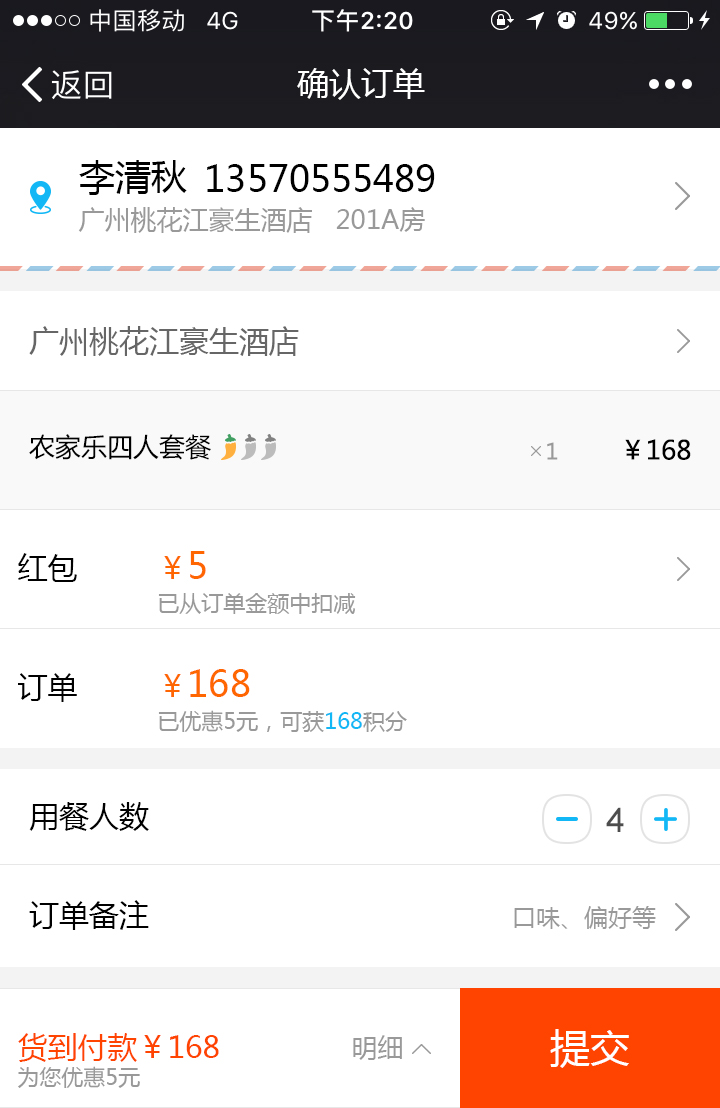 中国移动 4G 下午2:20 49%
返回 确认订单
李清秋 13570555489
广州桃花江豪生酒店 201A房
广州桃花江豪生酒店
农家乐四人套餐 ×1 ¥168
红包 ¥5
已从订单金额中扣减
订单 ¥168
已优惠5元，可获168积分
用餐人数 4
订单备注 口味、偏好等
货到付款¥168 明细 提交
为您优惠5元